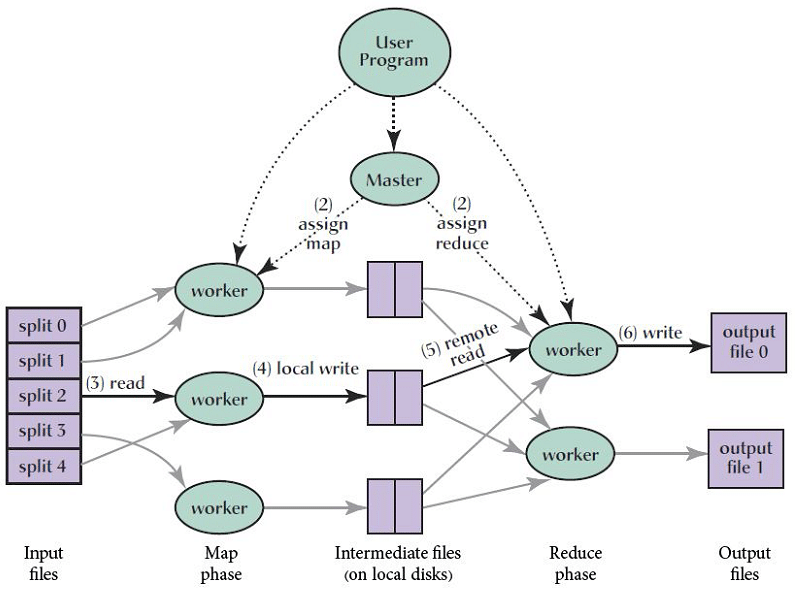 User
Program
Master
(2)
assign
map
(2)
assign
reduce
worker
split 0
split 1
split 2
split 3
split 4
(3) read
worker
(4) local write
(5) remote
read
worker
(6) write
output
file 0
worker
output
file 1
worker
Input
files
Map
phase
Intermediate files
(on local disks)
Reduce
phase
Output
files